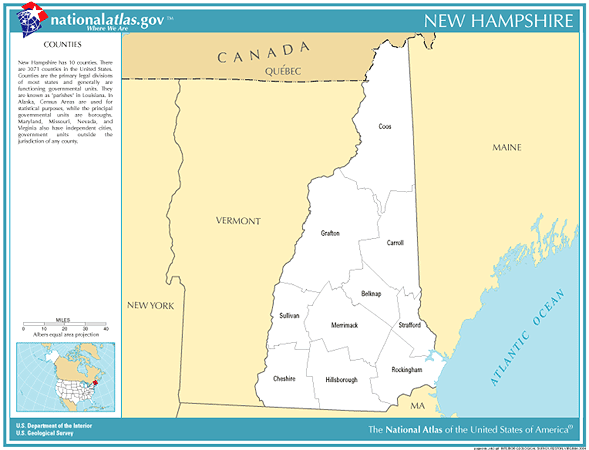 nationalatlas.gov™
Where We Are
NEW HAMPSHIRE
COUNTIES
New Hampshire has 10 counties. There
are 3073 counties in the United States.
Counties are the primary legal divisions
of most states and generally are
functioning governmental units. They
are known as 'parishes' in Louisiana. In
Alaska, Census Areas are used for
statistical purposes, while the principal
governmental units are boroughs.
Maryland, Missouri, Nevada, and
Virginia also have independent cities,
government units outside the
jurisdiction of any county.
CANADA
QUÉBEC
Coos
MAINE
VERMONT
Grafton
Carroll
Belknap
NEW YORK
Sullivan
Merrimack
Strafford
ATLANTIC OCEAN
Rockingham
Cheshire
Hillsborough
MA
MILES
0 20 40
Albers equal area projection
U.S. Department of the Interior
U.S. Geological Survey
The National Atlas of the United States of America®